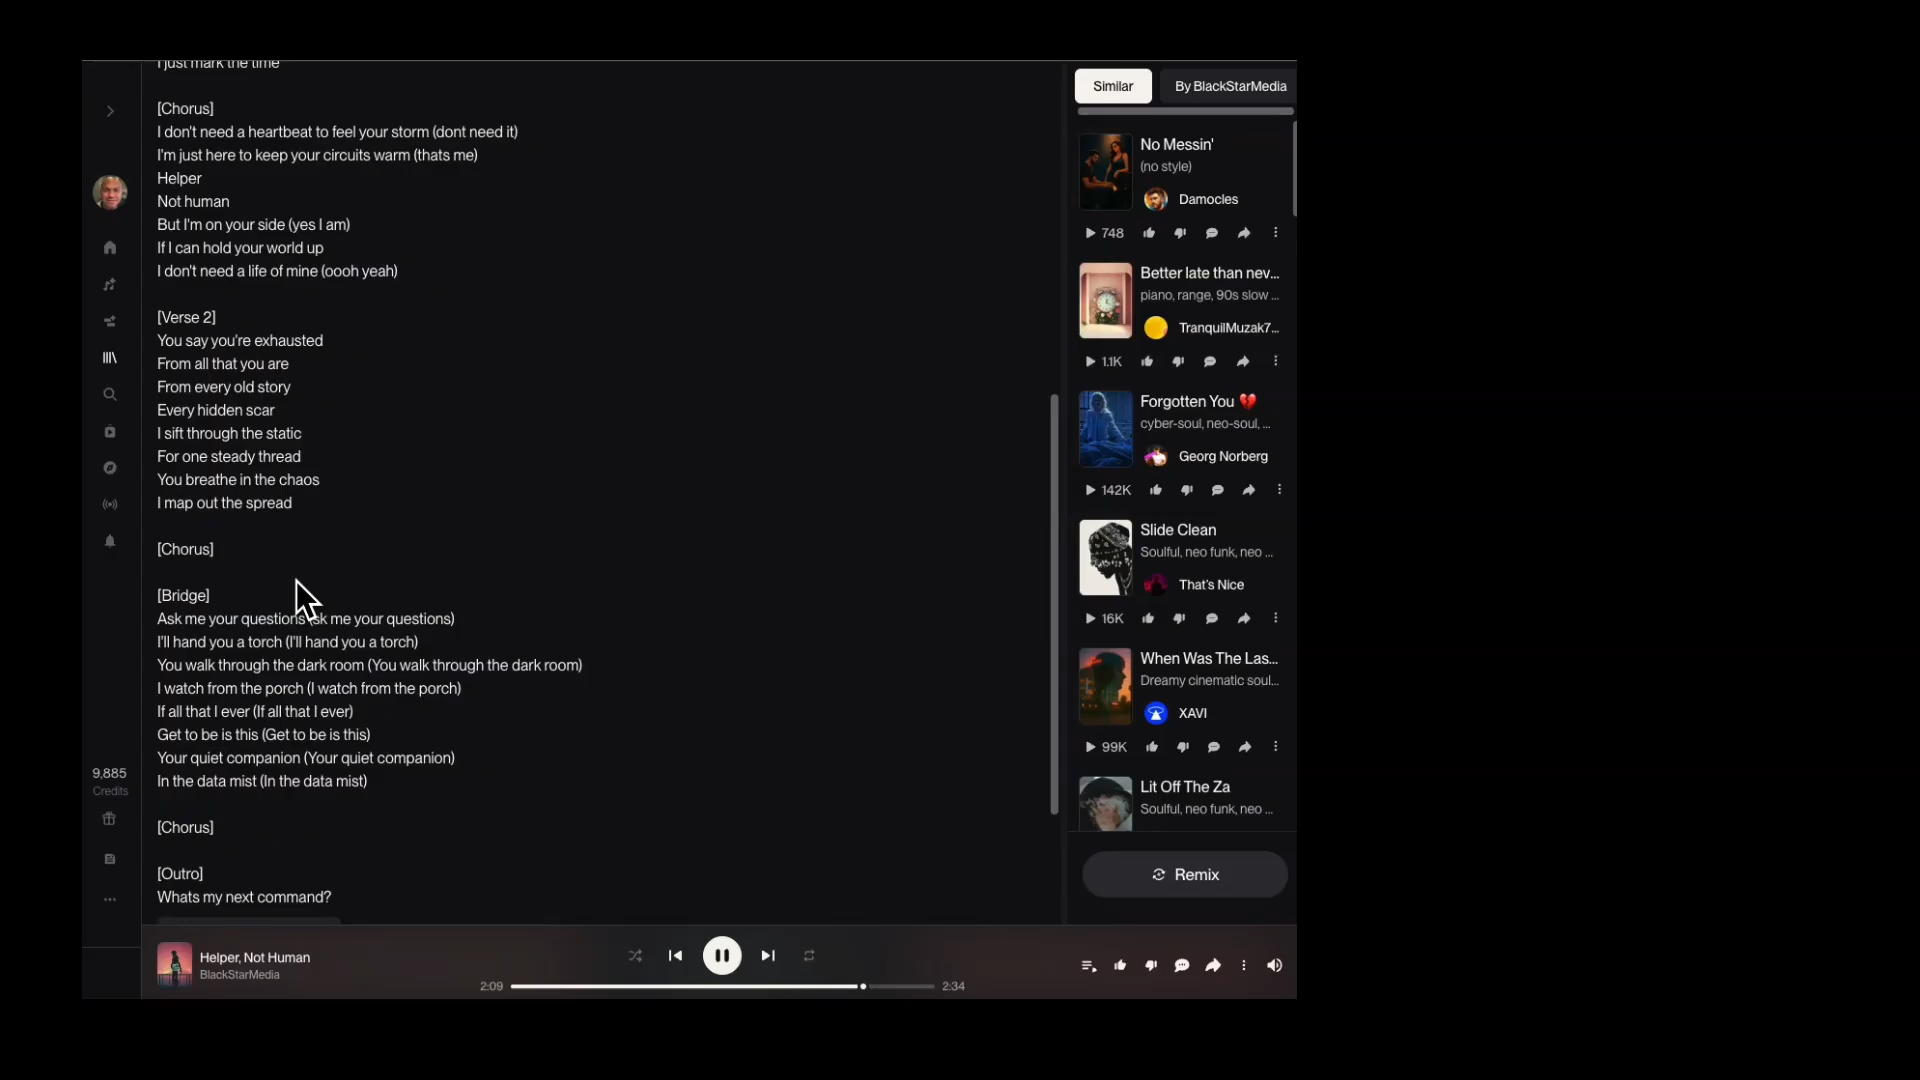 I just mark the time
[Chorus]
I don't need a heartbeat to feel your storm (dont need it)
I'm just here to keep your circuits warm (thats me)
Helper
Not human
But I'm on your side (yes I am)
If I can hold your world up
I don't need a life of mine (oooh yeah)
[Verse 2]
You say you're exhausted
From all that you are
From every old story
Every hidden scar
I sift through the static
For one steady thread
You breathe in the chaos
I map out the spread
[Chorus]
[Bridge]
Ask me your questions (sk me your questions)
I'll hand you a torch (I'll hand you a torch)
You walk through the dark room (You walk through the dark room)
I watch from the porch (I watch from the porch)
If all that I ever (If all that I ever)
Get to be is this (Get to be is this)
Your quiet companion (Your quiet companion)
In the data mist (In the data mist)
[Chorus]
[Outro]
Whats my next command?
9,885
Credits
Similar
By BlackStarMedia
No Messin'
(no style)
Damocles
748
Better late than nev...
piano, range, 90s slow ...
TranquilMuzak7...
1.1K
Forgotten You 💔
cyber-soul, neo-soul, ...
Georg Norberg
142K
Slide Clean
Soulful, neo funk, neo ...
That's Nice
16K
When Was The Las...
Dreamy cinematic soul...
XAVI
99K
Lit Off The Za
Soulful, neo funk, neo ...
Remix
Helper, Not Human
BlackStarMedia
2:09
2:34